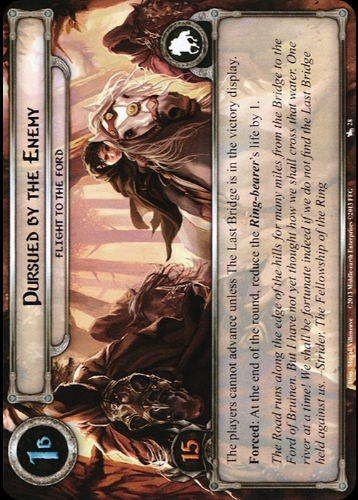 1B
PURSUED BY THE ENEMY
FLIGHT TO THE FORD
15
The players cannot advance unless The Last Bridge is in the victory display.
Forced: At the end of the round, reduce the Ring-bearer's life by 1.
The Road runs along the edge of the hills for many miles from the Bridge to the
Ford of Bruinen. But I have not yet thought how we shall cross that water. One
river at a time! We shall be fortunate indeed if we do not find the Last Bridge
held against us. –Strider, The Fellowship of the Ring
Illus. Magali Villeneuve ©2013 Middle-earth Enterprises ©2013 FFG 28